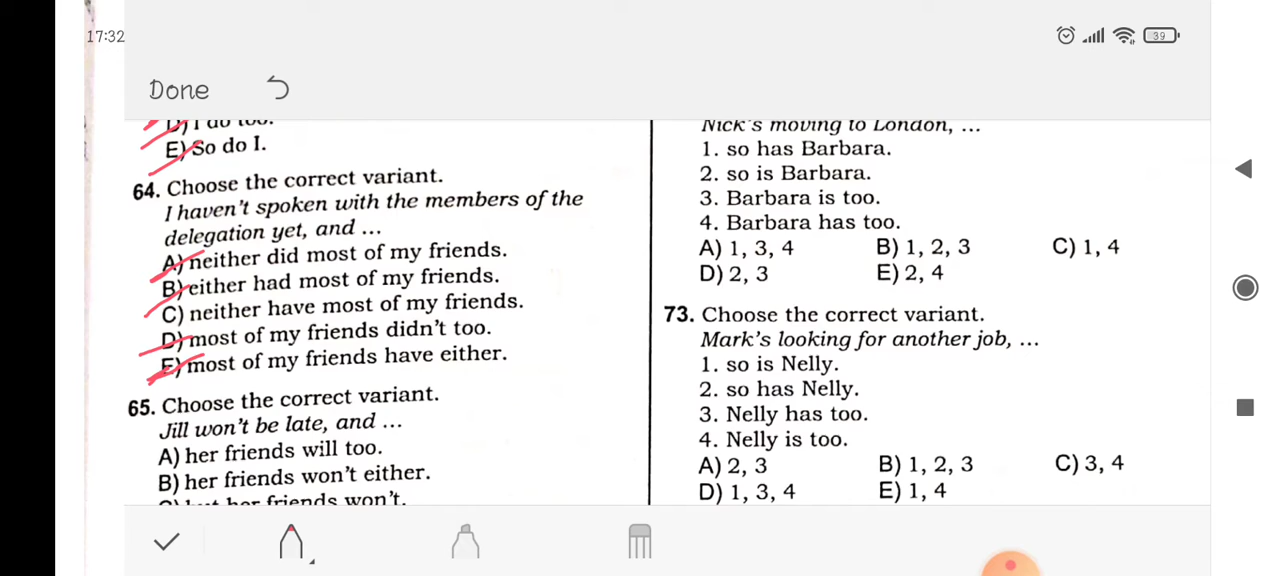 17:32
39
Done
D) I do too.
E) So do I.
64. Choose the correct variant.
I haven't spoken with the members of the
delegation yet, and ...
A) neither did most of my friends.
B) either had most of my friends.
C) neither have most of my friends.
D) most of my friends didn't too.
E) most of my friends have either.
65. Choose the correct variant.
Jill won't be late, and ...
A) her friends will too.
B) her friends won't either.
C) but her friends won't.
Nick's moving to London, ...
1. so has Barbara.
2. so is Barbara.
3. Barbara is too.
4. Barbara has too.
A) 1, 3, 4 B) 1, 2, 3 C) 1, 4
D) 2, 3 E) 2, 4
73. Choose the correct variant.
Mark's looking for another job, ...
1. so is Nelly.
2. so has Nelly.
3. Nelly has too.
4. Nelly is too.
A) 2, 3 B) 1, 2, 3 C) 3, 4
D) 1, 3, 4 E) 1, 4